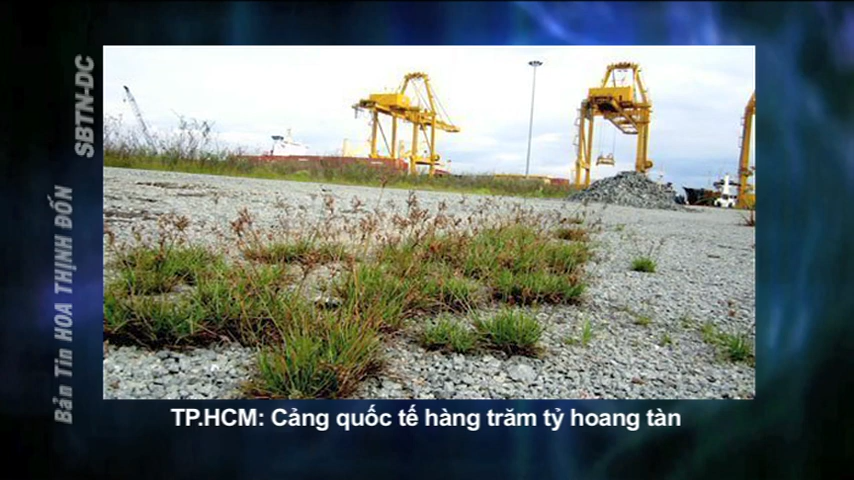 SBTN-DC
Bản Tin HOA THỊNH ĐỐN
TP.HCM: Cảng quốc tế hàng trăm tỷ hoang tàn